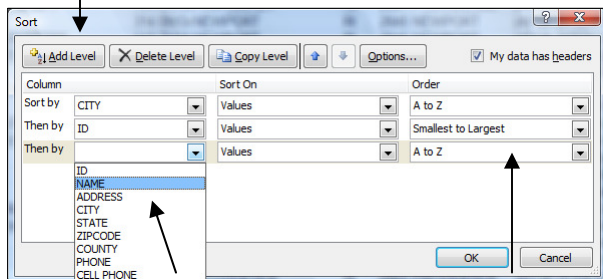 Sort
Add Level Delete Level Copy Level Options... My data has headers
Column Sort On Order
Sort by CITY Values A to Z
Then by ID Values Smallest to Largest
Then by Values A to Z
ID
NAME
ADDRESS
CITY
STATE
ZIPCODE
COUNTY
PHONE
CELL PHONE
OK Cancel